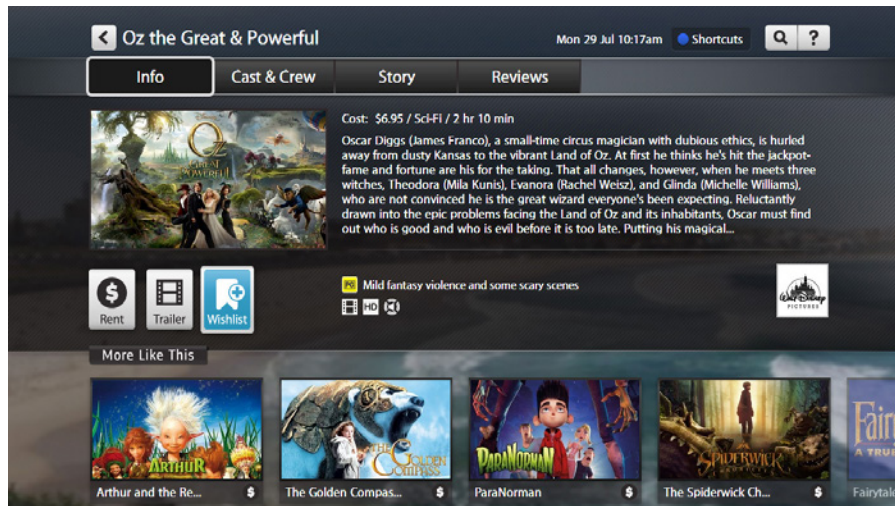 Oz the Great & Powerful
Mon 29 Jul 10:17am
Shortcuts
?
Info
Cast & Crew
Story
Reviews
Cost: $6.95 / Sci-Fi / 2 hr 10 min
Oscar Diggs (James Franco), a small-time circus magician with dubious ethics, is hurled
away from dusty Kansas to the vibrant Land of Oz. At first he thinks he's hit the jackpot-
fame and fortune are his for the taking. That all changes, however, when he meets three
witches, Theodora (Mila Kunis), Evanora (Rachel Weisz), and Glinda (Michelle Williams),
who are not convinced he is the great wizard everyone's been expecting. Reluctantly
drawn into the epic problems facing the Land of Oz and its inhabitants, Oscar must find
out who is good and who is evil before it is too late. Putting his magical...
Oz
GREAT
POWERFUL
$
Rent
Trailer
Wishlist
PG Mild fantasy violence and some scary scenes
HD
WALT DISNEY
PICTURES
More Like This
ARTHUR
THE GOLDEN
COMPASS
PARANORMAN
SPIDERWICK
Fair
A TRUE
Arthur and the Re... $
The Golden Compas... $
ParaNorman $
The Spiderwick Ch... $
Fairytale